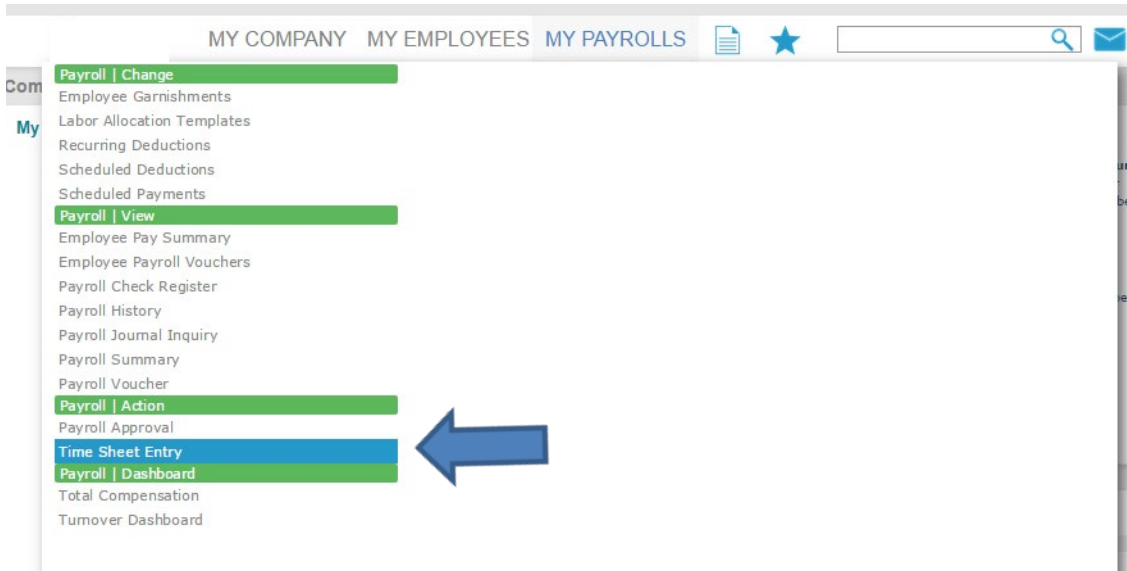 MY COMPANY MY EMPLOYEES MY PAYROLLS
Com
My
Payroll | Change
Employee Garnishments
Labor Allocation Templates
Recurring Deductions
Scheduled Deductions
Scheduled Payments
Payroll | View
Employee Pay Summary
Employee Payroll Vouchers
Payroll Check Register
Payroll History
Payroll Journal Inquiry
Payroll Summary
Payroll Voucher
Payroll | Action
Payroll Approval
Time Sheet Entry
Payroll | Dashboard
Total Compensation
Turnover Dashboard